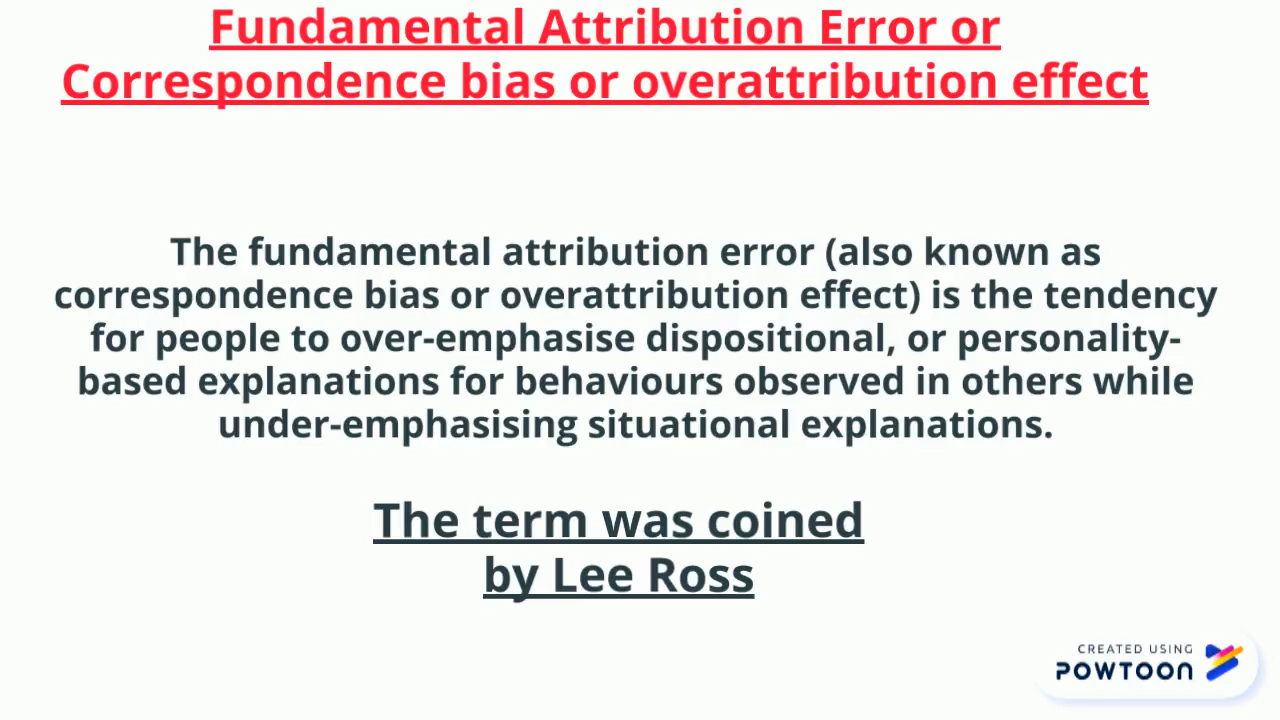 Fundamental Attribution Error or
Correspondence bias or overattribution effect
The fundamental attribution error (also known as
correspondence bias or overattribution effect) is the tendency
for people to over-emphasise dispositional, or personality-
based explanations for behaviours observed in others while
under-emphasising situational explanations.
The term was coined
by Lee Ross
CREATED USING
POWTOON